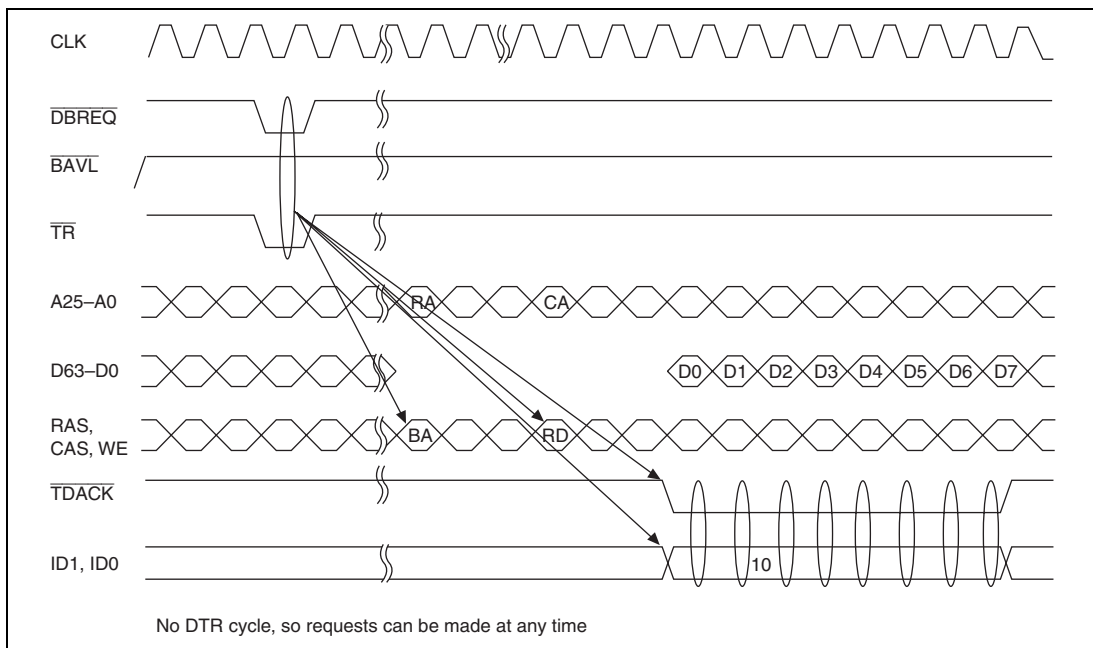 CLK
DBREQ
BAVL
TR
A25–A0 RA CA
D63–D0 D0 D1 D2 D3 D4 D5 D6 D7
RAS,
CAS, WE BA RD
TDACK
ID1, ID0 10
No DTR cycle, so requests can be made at any time